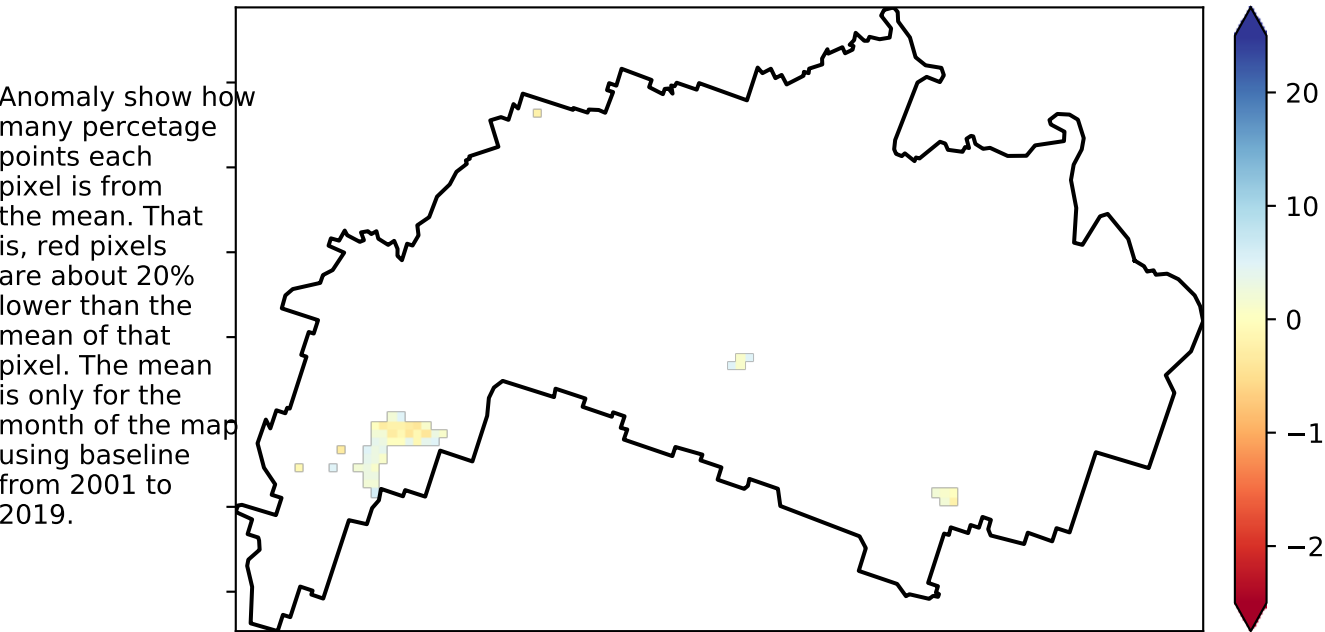 Anomaly show how
many percetage
points each
pixel is from
the mean. That
is, red pixels
are about 20%
lower than the
mean of that
pixel. The mean
is only for the
month of the map
using baseline
from 2001 to
2019.
20
10
0
−1
−2